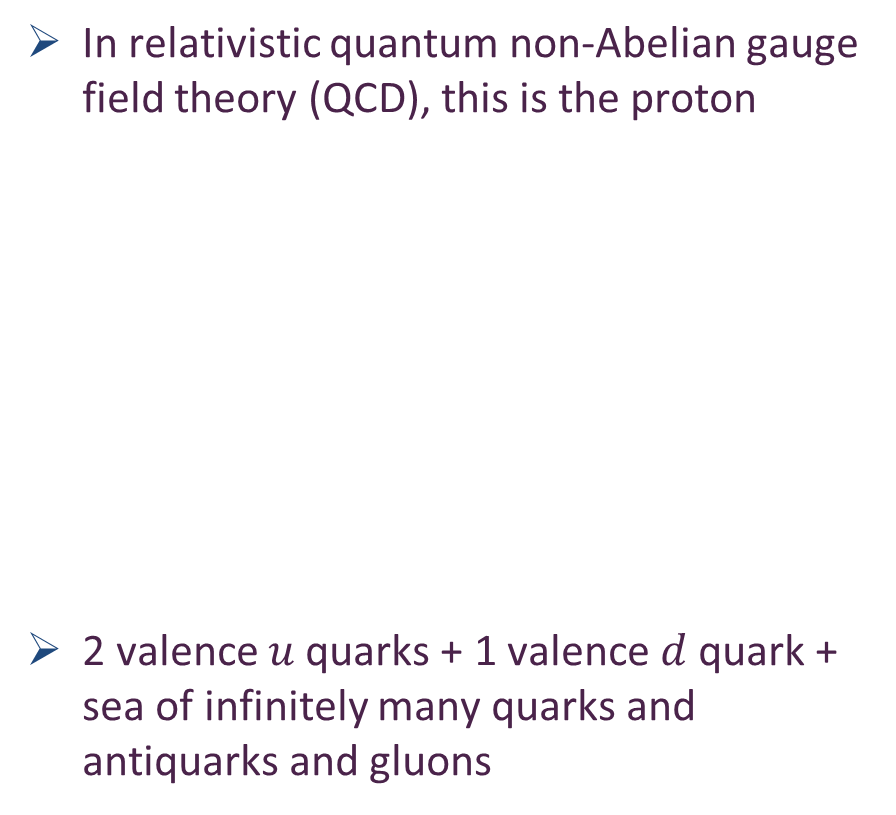 ➢ In relativistic quantum non-Abelian gauge
field theory (QCD), this is the proton
➢ 2 valence 𝑢 quarks + 1 valence 𝑑 quark +
sea of infinitely many quarks and
antiquarks and gluons